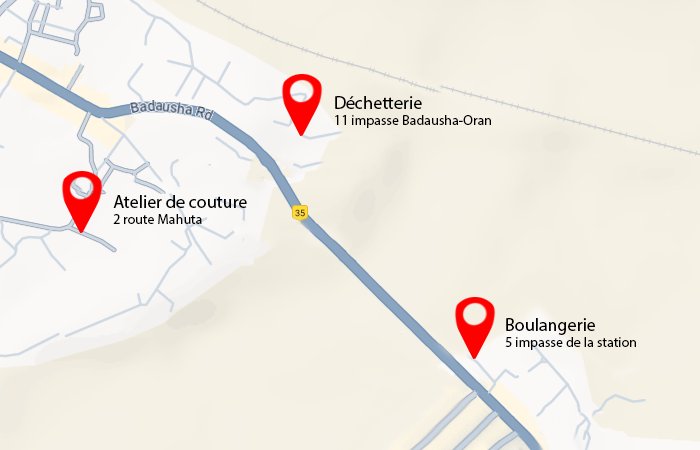 Badausha Rd
Déchetterie
11 impasse Badausha-Oran
Atelier de couture
2 route Mahuta
35
Boulangerie
5 impasse de la station